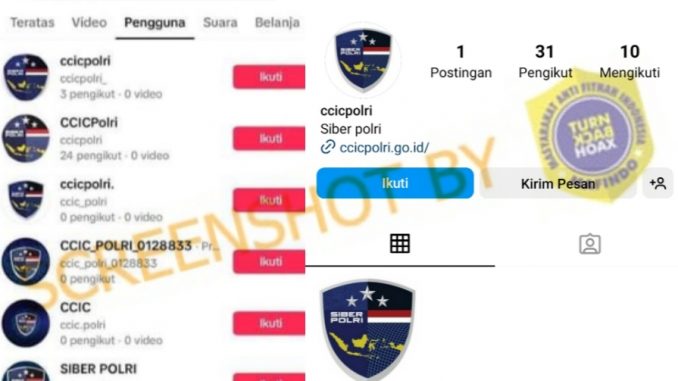 Teratas Video Pengguna Suara Belanja
ccicpolri
ccicpolri_
3 pengikut · 0 video
Ikuti
CCICPolri
ccicpolri
24 pengikut · 0 video
Ikuti
ccicpolri.
ccic_polri
0 pengikut · 0 video
Ikuti
CCIC_POLRI_0128833 · Pr...
ccic_polri_0128833
0 pengikut
Ikuti
CCIC
ccic.polri
0 pengikut · 0 video
Ikuti
SIBER POLRI
SIBER
POLRI
1 31 10
Postingan Pengikut Mengikuti
ccicpolri
Siber polri
ccicpolri.go.id/
Ikuti Kirim Pesan
SIBER
POLRI
SCREENSHOT BY
MASYARAKAT ANTI FITNAH INDONESIA
TURN
BACK
HOAX
MAFINDO